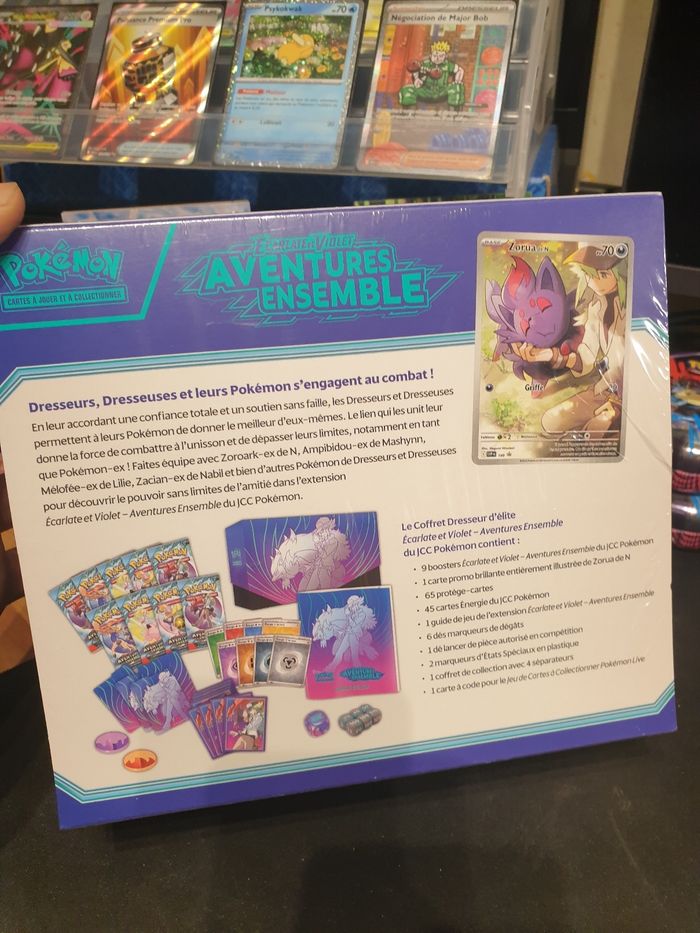 Puissance Premium Pro
Psykokwak
70
Négociation de Major Bob
POKÉMON
CARTES À JOUER ET À COLLECTIONNER
ÉCARLATE ET VIOLET
AVENTURES
ENSEMBLE
BASE
Zorua de N
PV 70
Griffer
Dresseurs, Dresseuses et leurs Pokémon s'engagent au combat !
En leur accordant une confiance totale et un soutien sans faille, les Dresseurs et Dresseuses
permettent à leurs Pokémon de donner le meilleur d'eux-mêmes. Le lien qui les unit leur
donne la force de combattre à l'unisson et de dépasser leurs limites, notamment en tant
que Pokémon-ex ! Faites équipe avec Zoroark-ex de N, Ampibidou-ex de Mashynn,
Mélofée-ex de Lilie, Zacian-ex de Nabil et bien d'autres Pokémon de Dresseurs et Dresseuses
pour découvrir le pouvoir sans limites de l'amitié dans l'extension
Écarlate et Violet – Aventures Ensemble du JCC Pokémon.
Le Coffret Dresseur d'élite
Écarlate et Violet – Aventures Ensemble
du JCC Pokémon contient :
• 9 boosters Écarlate et Violet – Aventures Ensemble du JCC Pokémon
• 1 carte promo brillante entièrement illustrée de Zorua de N
• 65 protège-cartes
• 45 cartes Énergie du JCC Pokémon
• 1 guide de jeu de l'extension Écarlate et Violet – Aventures Ensemble
• 6 dés marqueurs de dégâts
• 1 dé lancer de pièce autorisé en compétition
• 2 marqueurs d'États Spéciaux en plastique
• 1 coffret de collection avec 4 séparateurs
• 1 carte à code pour le Jeu de Cartes à Collectionner Pokémon Live
AVENTURES
ENSEMBLE